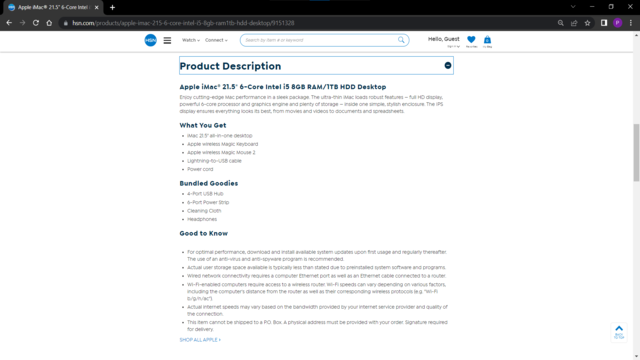 Apple iMac® 21.5" 6-Core Intel i
hsn.com/products/apple-imac-215-6-core-intel-i5-8gb-ram/1tb-hdd-desktop/9151328
HSN
Watch
Connect
Search by item # or keyword
Hello, Guest
Product Description
Apple iMac® 21.5" 6-Core Intel i5 8GB RAM/1TB HDD Desktop
Enjoy cutting-edge Mac performance in a sleek package. The ultra-thin iMac loads robust features — full HD display,
powerful 6-core processor and graphics engine and plenty of storage — inside one simple, stylish enclosure. The IPS
display ensures everything looks its best, from movies and videos to documents and spreadsheets.
What You Get
iMac 21.5" all-in-one desktop
Apple wireless Magic Keyboard
Apple wireless Magic Mouse 2
Lightning-to-USB cable
Power cord
Bundled Goodies
4-Port USB Hub
6-Port Power Strip
Cleaning Cloth
Headphones
Good to Know
For optimal performance, download and install available system updates upon first usage and regularly thereafter.
The use of an anti-virus and anti-spyware program is recommended.
Actual user storage space available is typically less than stated due to preinstalled system software and programs.
Wired network connectivity requires a computer Ethernet port as well as an Ethernet cable connected to a router.
Wi-Fi-enabled computers require access to a wireless router. Wi-Fi speeds can vary depending on various factors,
including the computer's distance from the router as well as their corresponding wireless protocols (e.g. "Wi-Fi
b/g/n/ac").
Actual internet speeds may vary based on the bandwidth provided by your internet service provider and quality of
the connection.
This item cannot be shipped to a P.O. Box. A physical address must be provided with your order. Signature required
for delivery.
SHOP ALL APPLE >
BACK
TO TOP